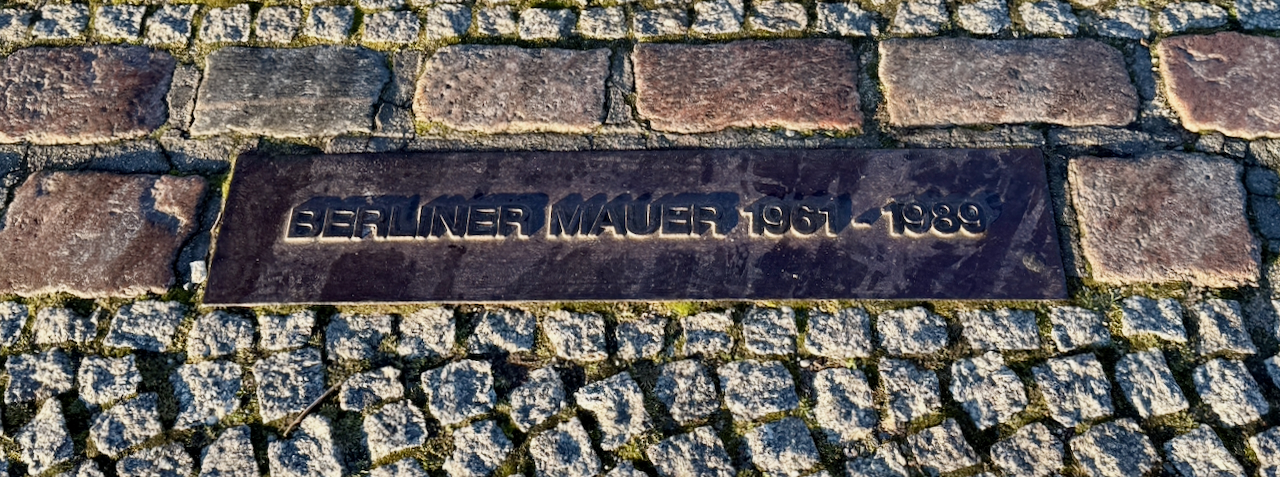 BERLINER MAUER 1961 - 1989